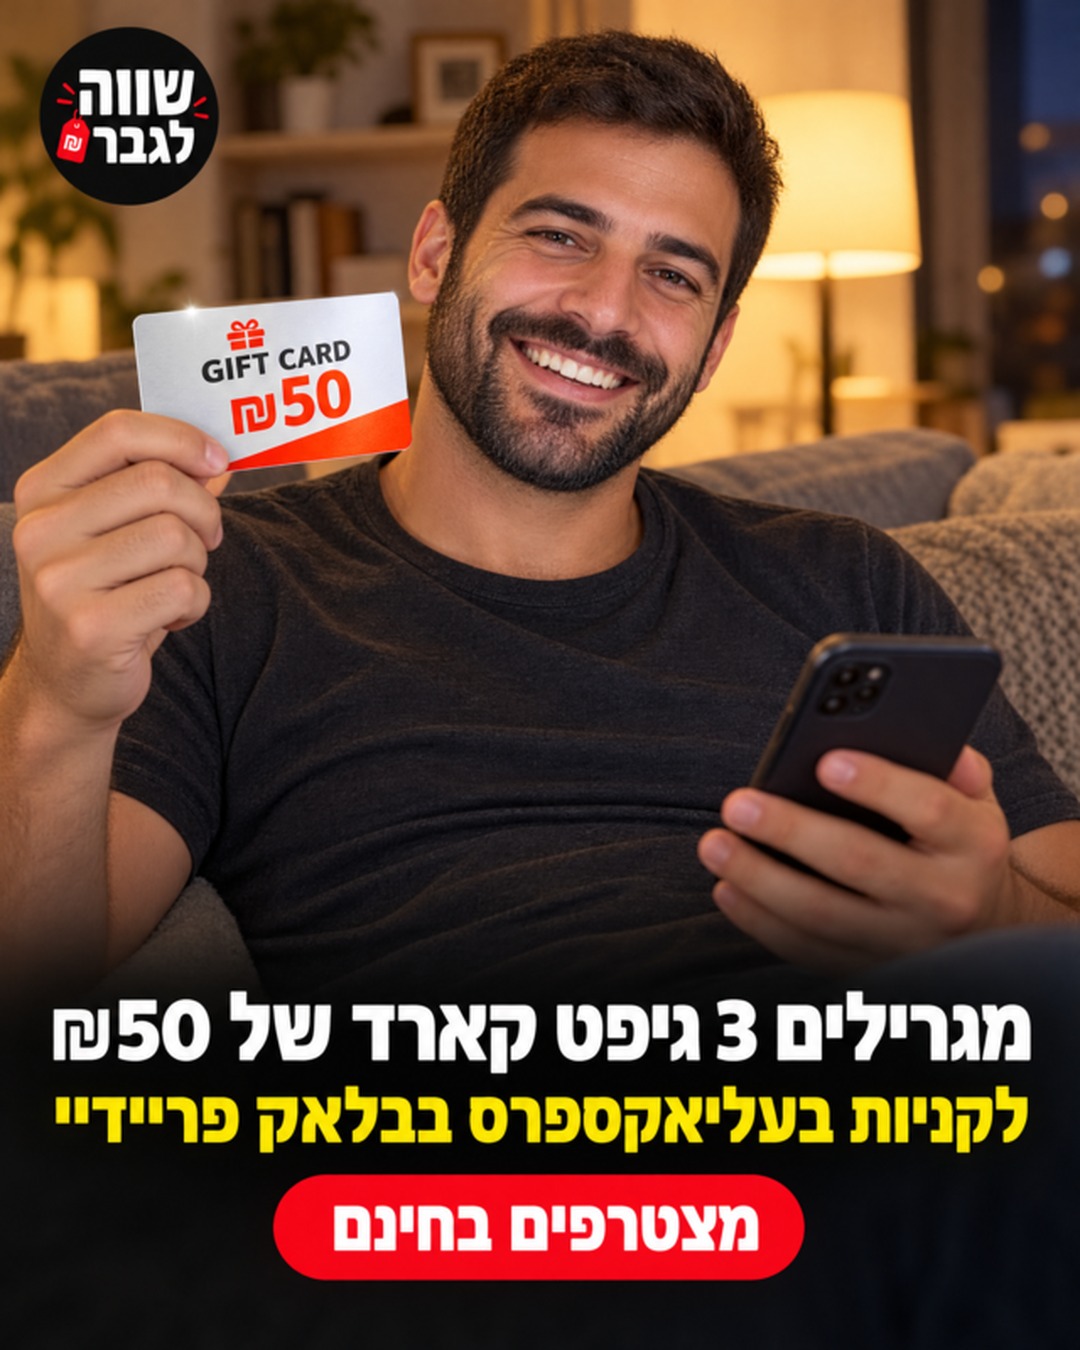 שווה
לגבר
₪
GIFT CARD
₪50
מגרילים 3 גיפט קארד של 50₪
לקניות בעליאקספרס בבלאק פריידיי
מצטרפים בחינם